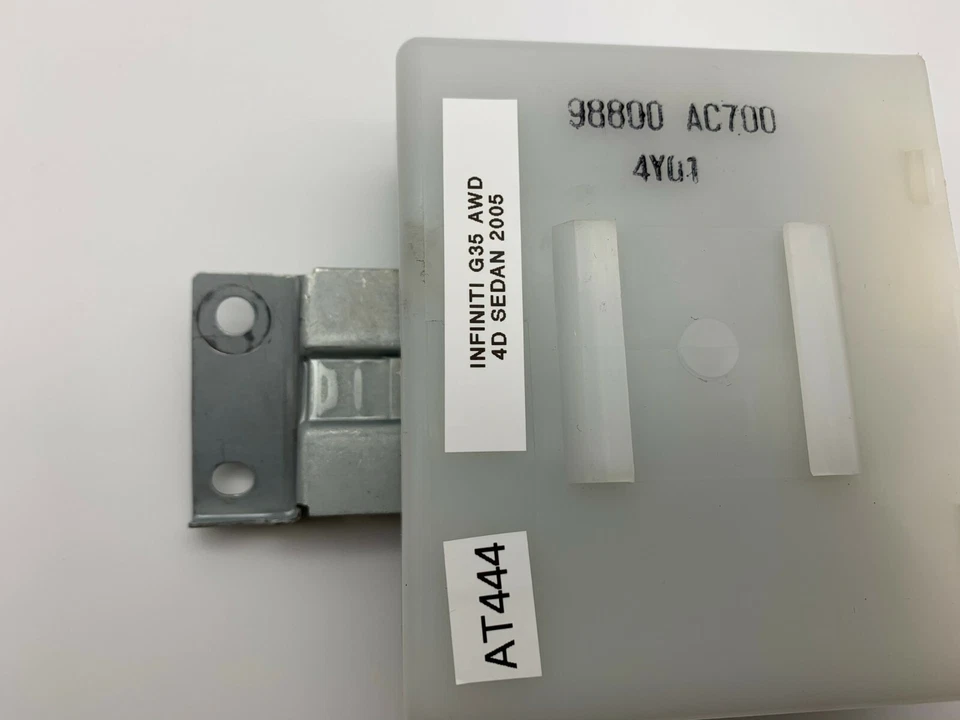 98800 AC700
4Y01
INFINITI G35 AWD
4D SEDAN 2005
AT444